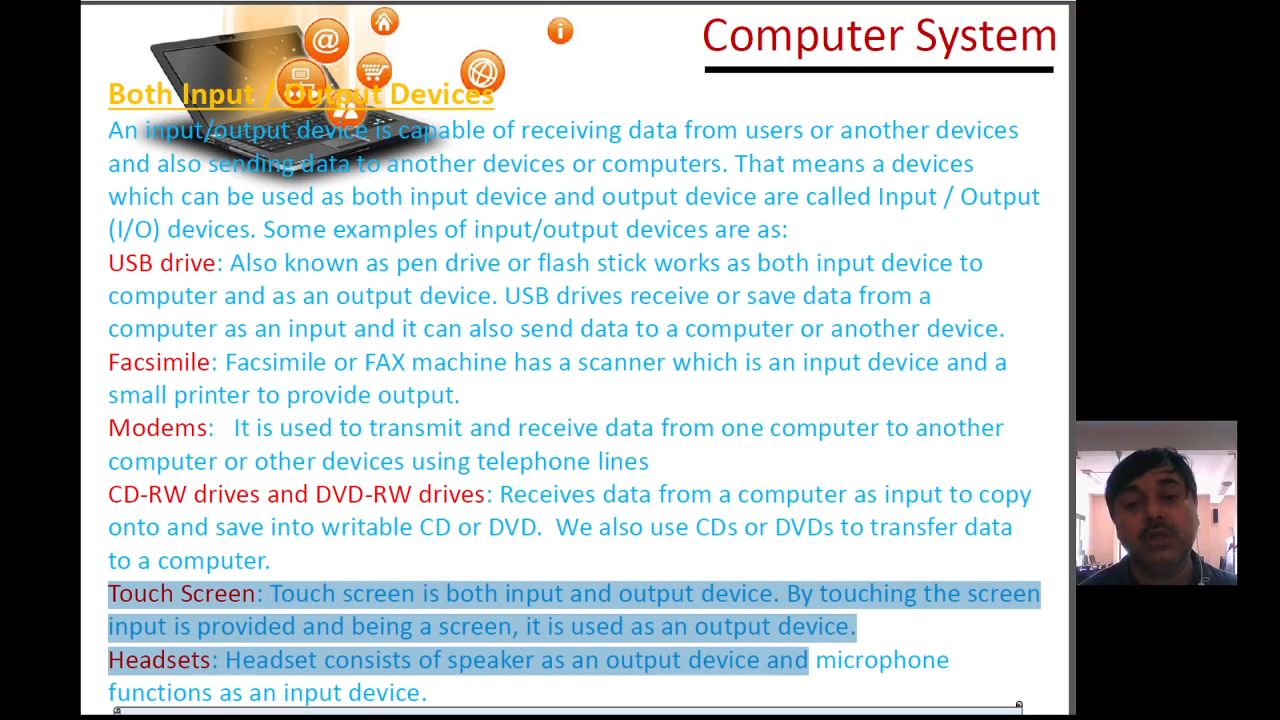 Computer System
Both Input / Output Devices
An input/output device is capable of receiving data from users or another devices
and also sending data to another devices or computers. That means a devices
which can be used as both input device and output device are called Input / Output
(I/O) devices. Some examples of input/output devices are as:
USB drive: Also known as pen drive or flash stick works as both input device to
computer and as an output device. USB drives receive or save data from a
computer as an input and it can also send data to a computer or another device.
Facsimile: Facsimile or FAX machine has a scanner which is an input device and a
small printer to provide output.
Modems:   It is used to transmit and receive data from one computer to another
computer or other devices using telephone lines
CD-RW drives and DVD-RW drives: Receives data from a computer as input to copy
onto and save into writable CD or DVD.  We also use CDs or DVDs to transfer data
to a computer.
Touch Screen: Touch screen is both input and output device. By touching the screen
input is provided and being a screen, it is used as an output device.
Headsets: Headset consists of speaker as an output device and microphone
functions as an input device.